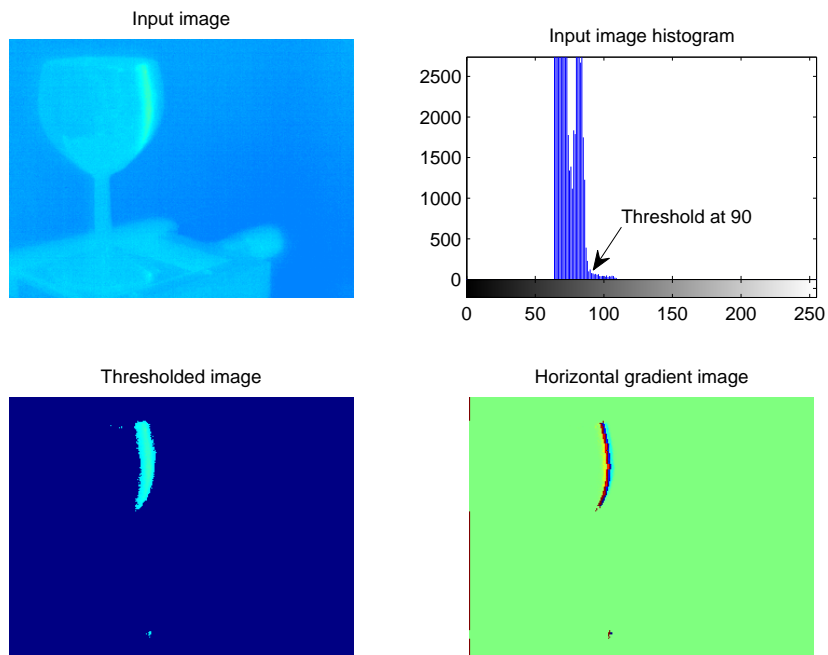 Input image
Input image histogram
2500
2000
1500
1000
500
0
Threshold at 90
0 50 100 150 200 250
Thresholded image
Horizontal gradient image